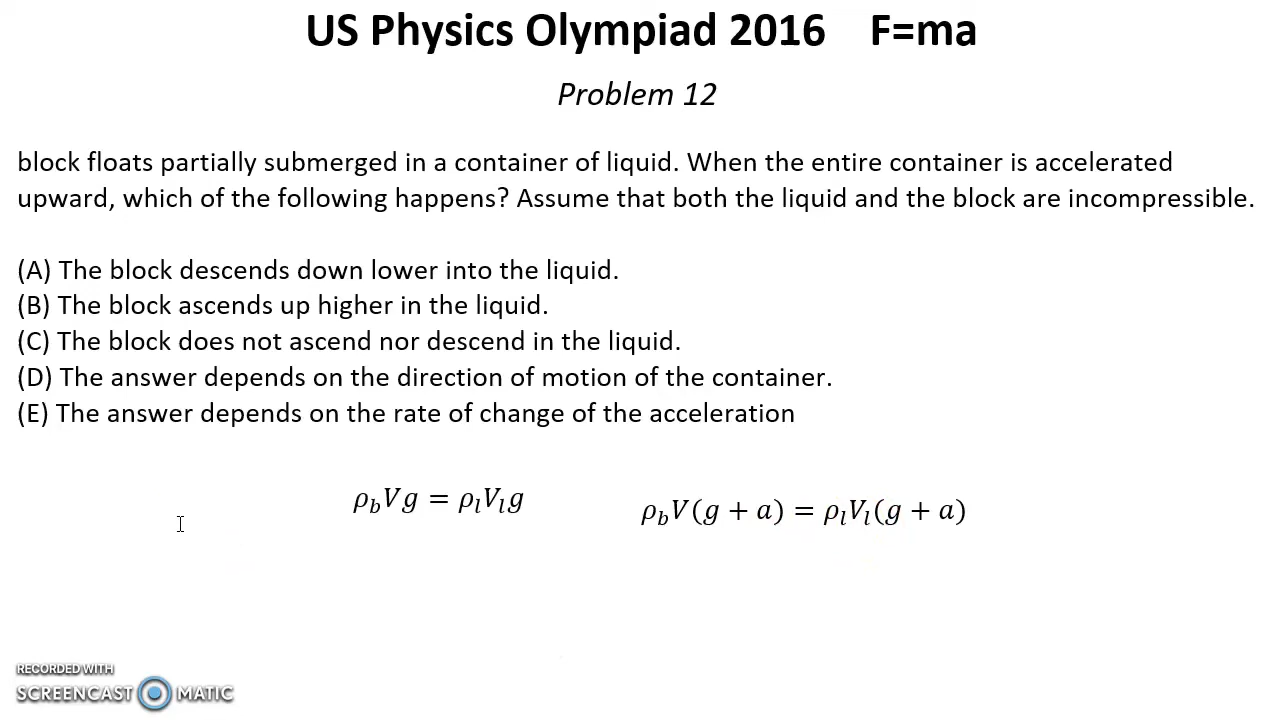 US Physics Olympiad 2016 F=ma
Problem 12
block floats partially submerged in a container of liquid. When the entire container is accelerated
upward, which of the following happens? Assume that both the liquid and the block are incompressible.
(A) The block descends down lower into the liquid.
(B) The block ascends up higher in the liquid.
(C) The block does not ascend nor descend in the liquid.
(D) The answer depends on the direction of motion of the container.
(E) The answer depends on the rate of change of the acceleration
ρ_b V g = ρ_l V_l g
ρ_b V(g + a) = ρ_l V_l (g + a)
RECORDED WITH
SCREENCAST MATIC